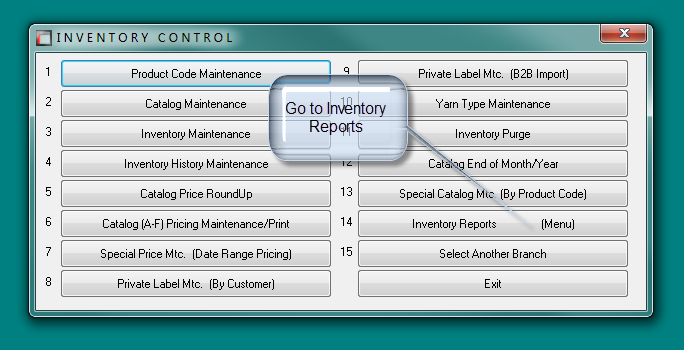 INVENTORY CONTROL
1 Product Code Maintenance
2 Catalog Maintenance
3 Inventory Maintenance
4 Inventory History Maintenance
5 Catalog Price RoundUp
6 Catalog (A-F) Pricing Maintenance/Print
7 Special Price Mtc. (Date Range Pricing)
8 Private Label Mtc. (By Customer)
9 Private Label Mtc. (B2B Import)
10 Yarn Type Maintenance
11 Inventory Purge
12 Catalog End of Month/Year
13 Special Catalog Mtc (By Product Code)
14 Inventory Reports (Menu)
15 Select Another Branch
Exit
Go to Inventory
Reports